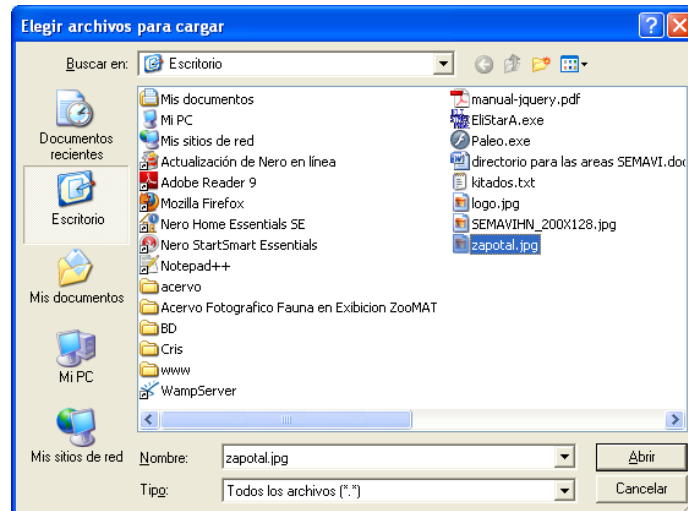 Elegir archivos para cargar
Buscar en:
Escritorio
Documentos
recientes
Escritorio
Mis documentos
Mi PC
Mis sitios de red
Mis documentos
Mi PC
Mis sitios de red
Actualización de Nero en línea
Adobe Reader 9
Mozilla Firefox
Nero Home Essentials SE
Nero StartSmart Essentials
Notepad++
acervo
Acervo Fotografico Fauna en Exibicion ZooMAT
BD
Cris
www
WampServer
manual-jquery.pdf
EliStarA.exe
Paleo.exe
directorio para las areas SEMAVI.doc
kitados.txt
logo.jpg
SEMAVIHN_200X128.jpg
zapotal.jpg
Nombre:
zapotal.jpg
Abrir
Tipo:
Todos los archivos (*.*)
Cancelar